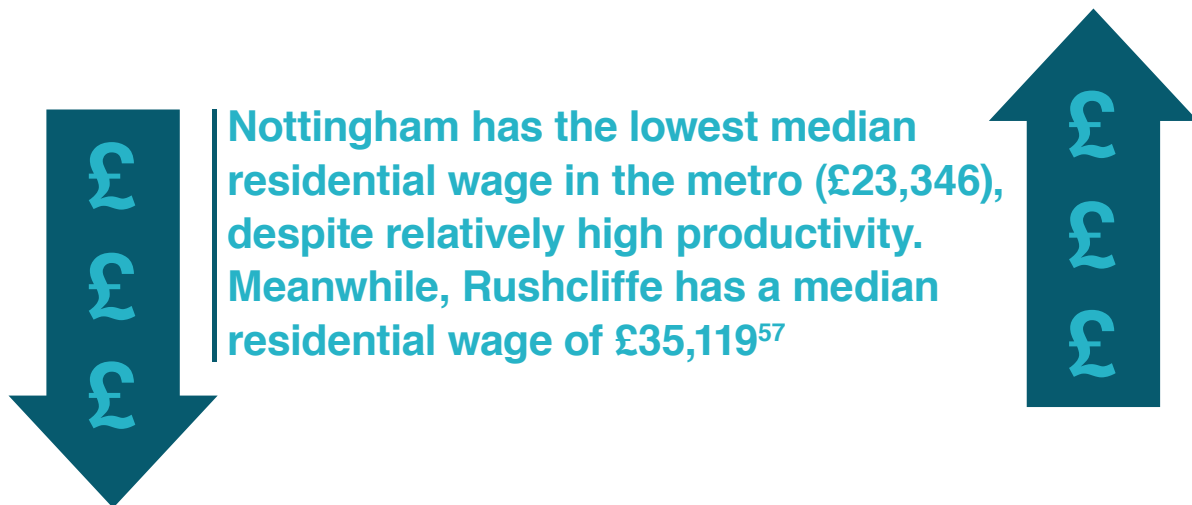 £
£
£
Nottingham has the lowest median
residential wage in the metro (£23,346),
despite relatively high productivity.
Meanwhile, Rushcliffe has a median
residential wage of £35,119⁵⁷
£
£
£